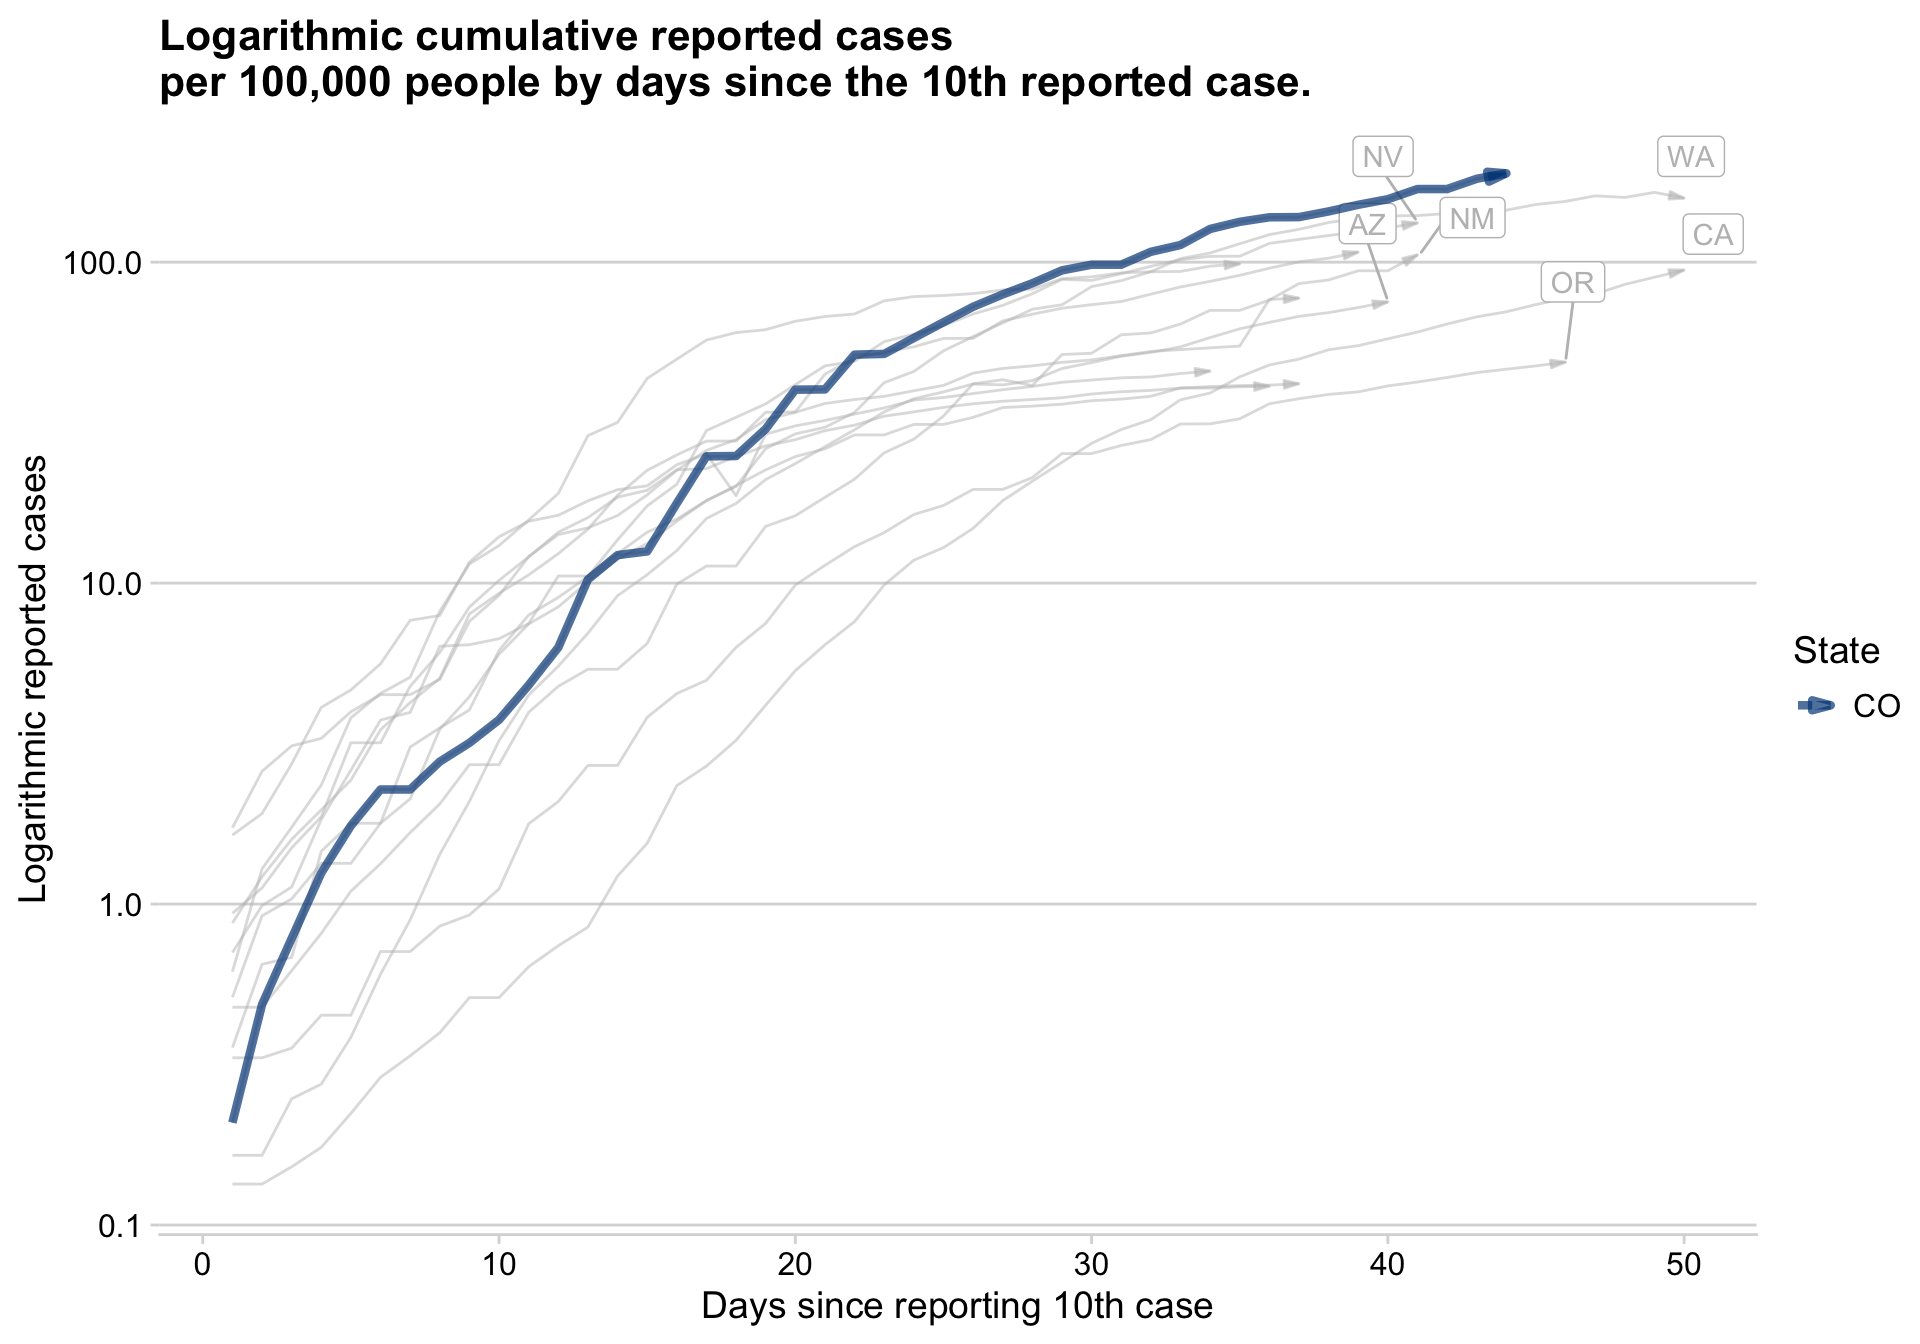 Logarithmic cumulative reported cases
per 100,000 people by days since the 10th reported case.
NV
WA
AZ
NM
CA
OR
100.0
10.0
1.0
0.1
Logarithmic reported cases
State
CO
0 10 20 30 40 50
Days since reporting 10th case